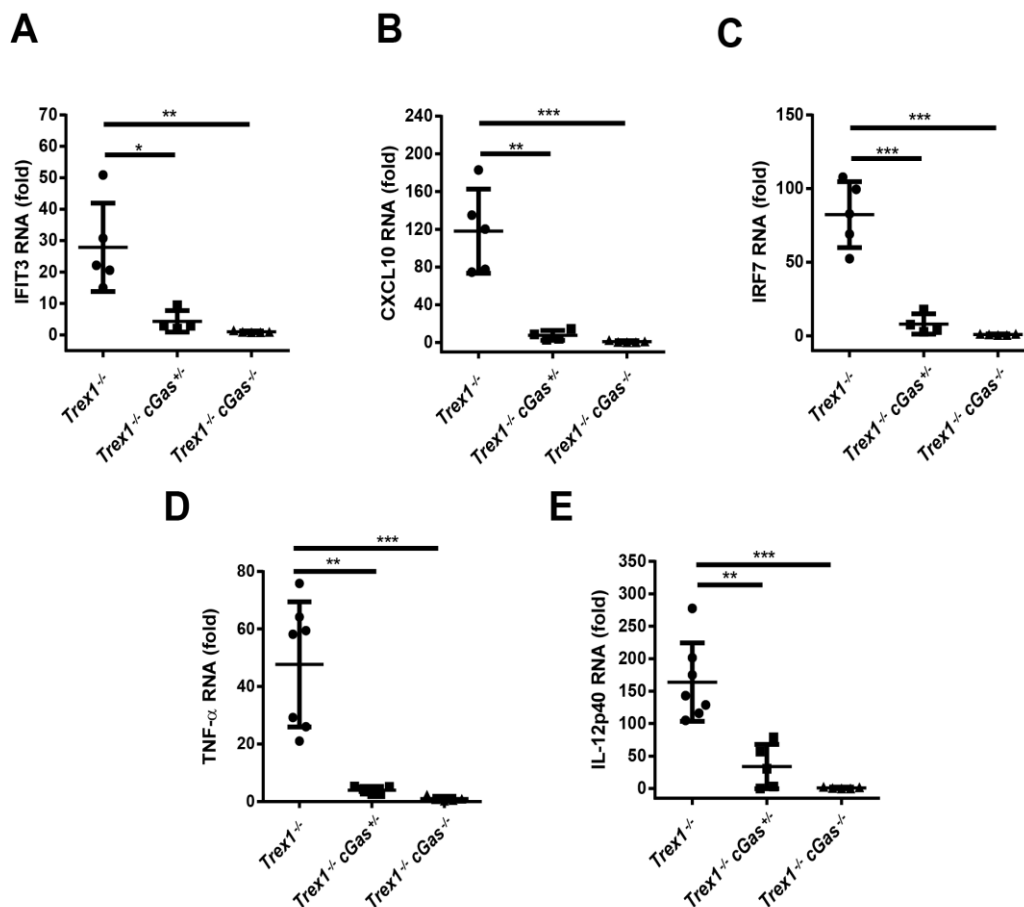 A
IFIT3 RNA (fold)
70
60
50
40
30
20
10
0
**
*
Trex1-/-
Trex1-/- cGas+/-
Trex1-/- cGas-/-
B
CXCL10 RNA (fold)
240
200
160
120
80
40
0
***
**
Trex1-/-
Trex1-/- cGas+/-
Trex1-/- cGas-/-
C
IRF7 RNA (fold)
150
100
50
0
***
***
Trex1-/-
Trex1-/- cGas+/-
Trex1-/- cGas-/-
D
TNF-α RNA (fold)
80
60
40
20
0
***
**
Trex1-/-
Trex1-/- cGas+/-
Trex1-/- cGas-/-
E
IL-12p40 RNA (fold)
350
300
250
200
150
100
50
0
***
**
Trex1-/-
Trex1-/- cGas+/-
Trex1-/- cGas-/-